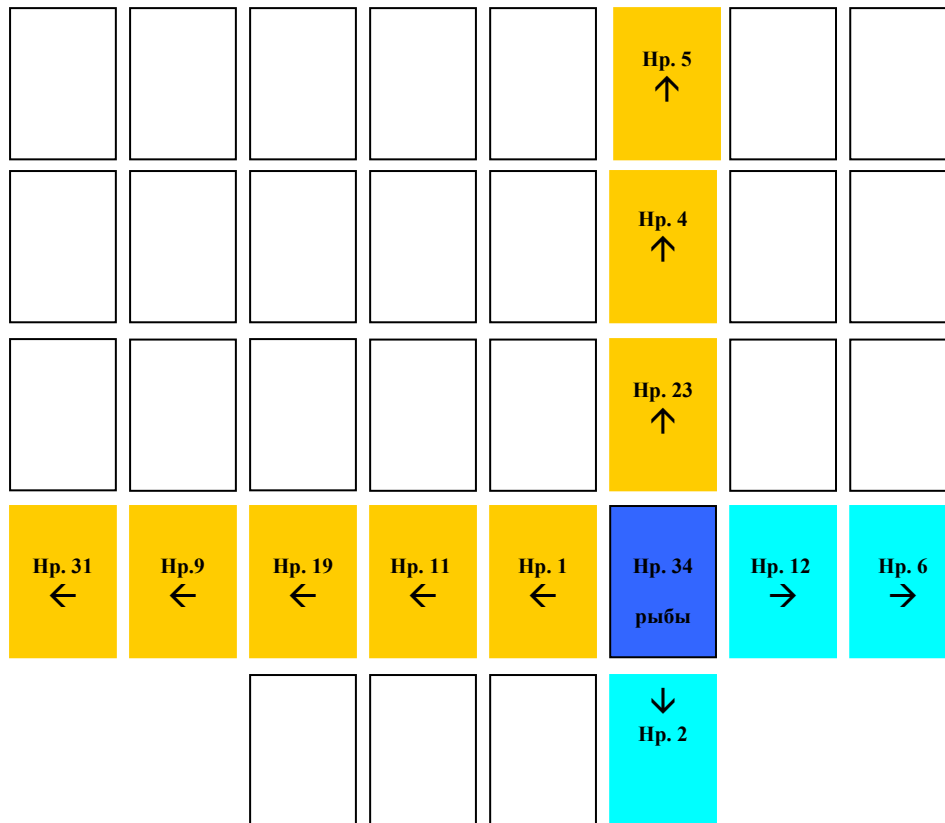 Нр. 5
↑
Нр. 4
↑
Нр. 23
↑
Нр. 31
←
Нр.9
←
Нр. 19
←
Нр. 11
←
Нр. 1
←
Нр. 34
рыбы
Нр. 12
→
Нр. 6
→
↓
Нр. 2